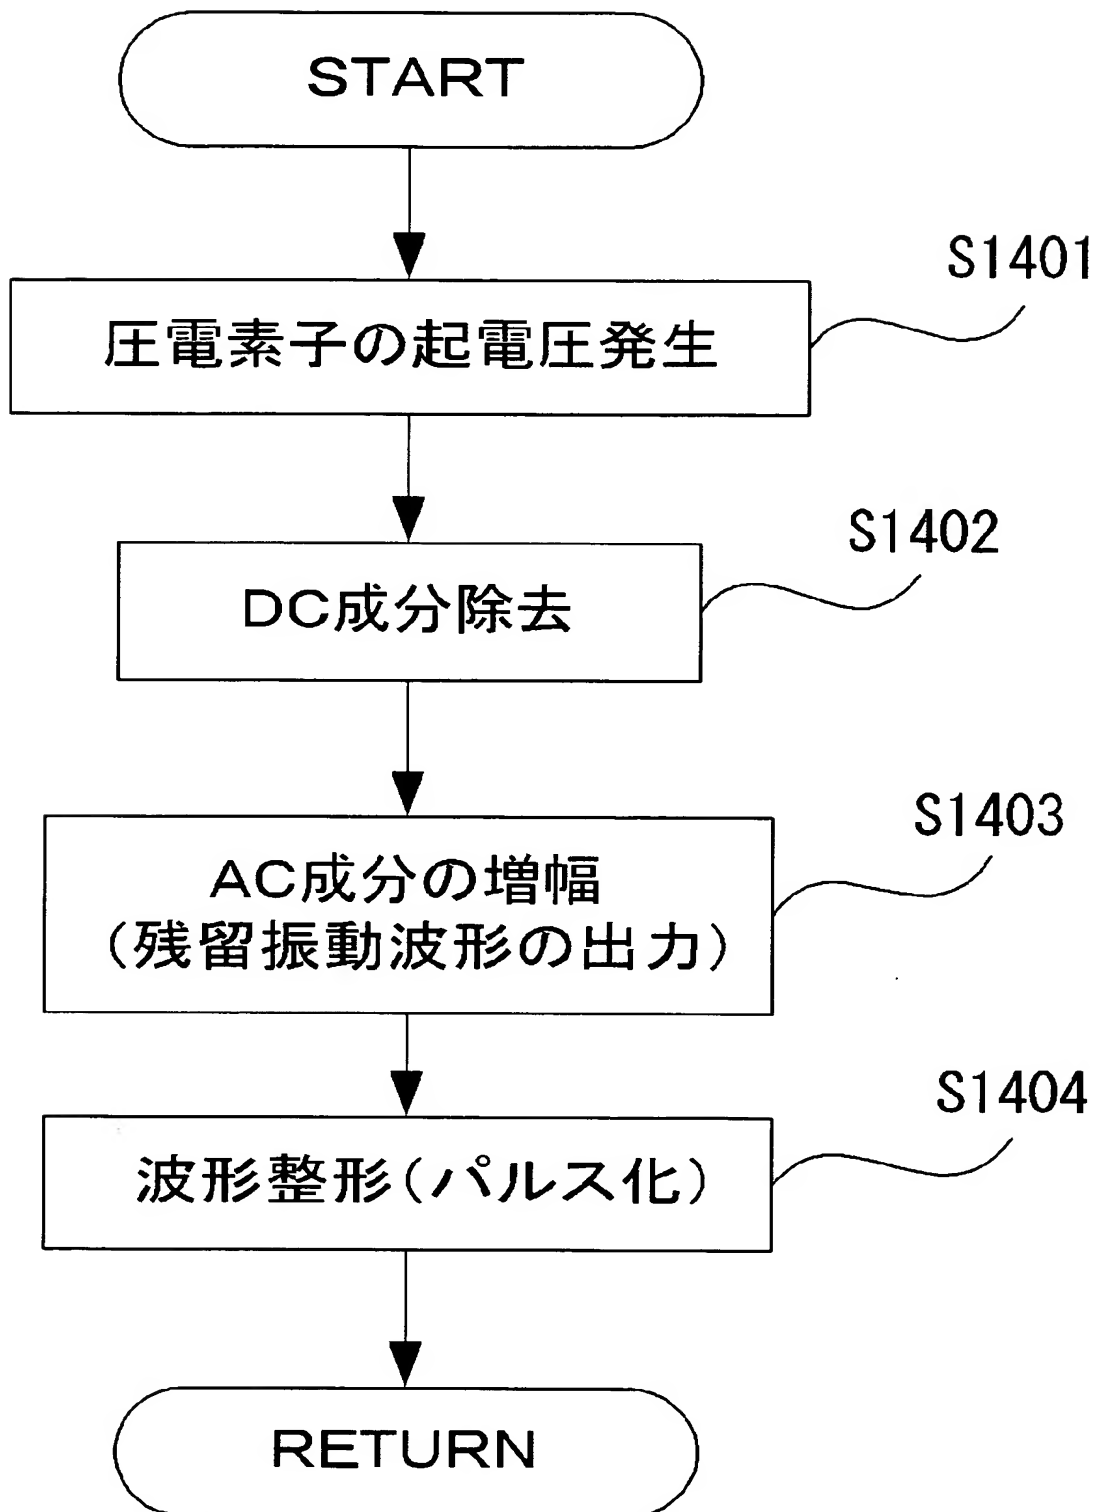 START
S1401
圧電素子の起電圧発生
S1402
DC成分除去
S1403
AC成分の増幅
(残留振動波形の出力)
S1404
波形整形(パルス化)
RETURN